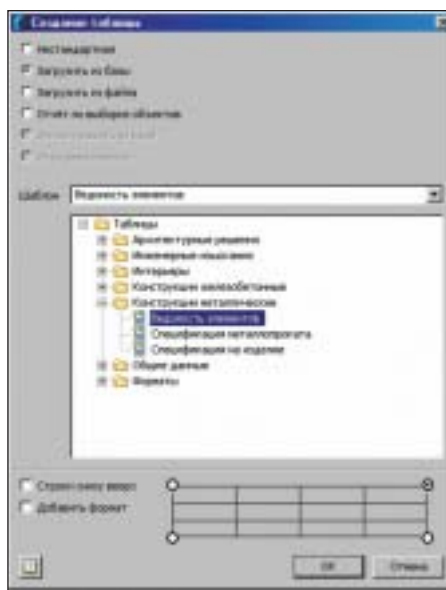 Создание таблицы
Нестандартная
Загрузить из базы
Загрузить из файла
Отчёт по выборке объектов
Шаблон
Ведомость элементов
Таблицы
Архитектурные решения
Инженерные изыскания
Интерьеры
Конструкции железобетонные
Конструкции металлические
Ведомость элементов
Спецификация металлопроката
Спецификация на изделие
Общие данные
Форматы
Строки снизу вверх
Добавить формат
OK
Отмена